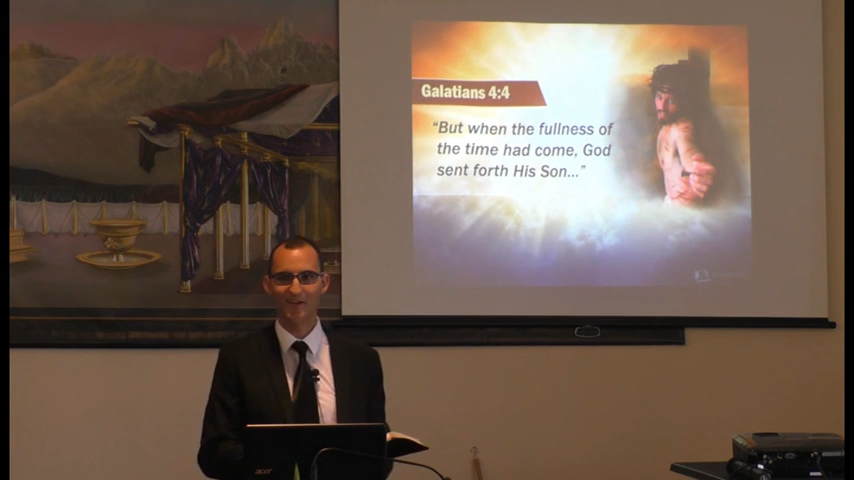 Galatians 4:4
“But when the fullness of
the time had come, God
sent forth His Son...”
acer